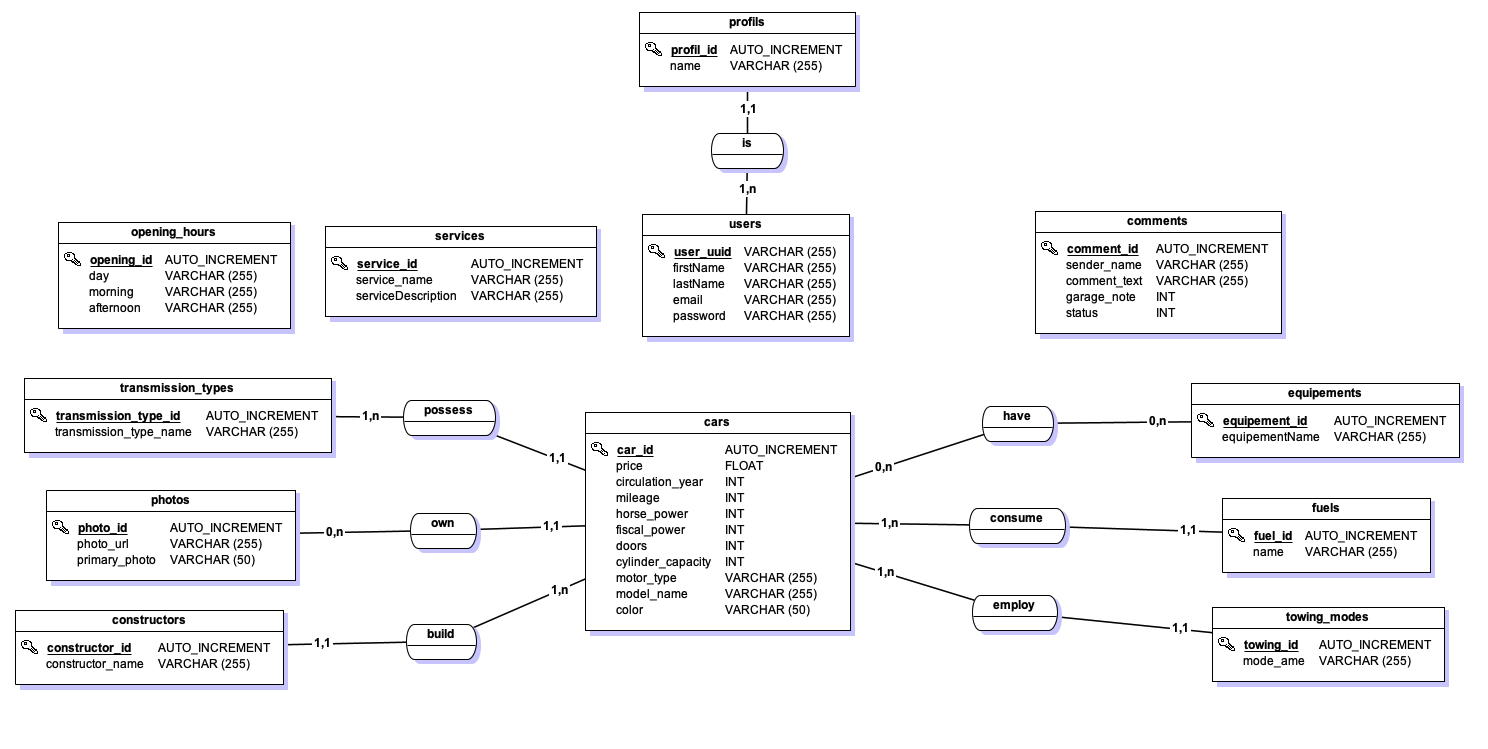 profils
profil_id AUTO_INCREMENT
name VARCHAR (255)
1,1
is
1,n
opening_hours
opening_id AUTO_INCREMENT
day VARCHAR (255)
morning VARCHAR (255)
afternoon VARCHAR (255)
services
service_id AUTO_INCREMENT
service_name VARCHAR (255)
serviceDescription VARCHAR (255)
users
user_uuid VARCHAR (255)
firstName VARCHAR (255)
lastName VARCHAR (255)
email VARCHAR (255)
password VARCHAR (255)
comments
comment_id AUTO_INCREMENT
sender_name VARCHAR (255)
comment_text VARCHAR (255)
garage_note INT
status INT
transmission_types
transmission_type_id AUTO_INCREMENT
transmission_type_name VARCHAR (255)
1,n
possess
1,1
photos
photo_id AUTO_INCREMENT
photo_url VARCHAR (255)
primary_photo VARCHAR (50)
0,n
own
1,1
constructors
constructor_id AUTO_INCREMENT
constructor_name VARCHAR (255)
1,1
build
1,n
cars
car_id AUTO_INCREMENT
price FLOAT
circulation_year INT
mileage INT
horse_power INT
fiscal_power INT
doors INT
cylinder_capacity INT
motor_type VARCHAR (255)
model_name VARCHAR (255)
color VARCHAR (50)
0,n
have
0,n
equipements
equipement_id AUTO_INCREMENT
equipementName VARCHAR (255)
1,n
consume
1,1
fuels
fuel_id AUTO_INCREMENT
name VARCHAR (255)
1,n
employ
1,1
towing_modes
towing_id AUTO_INCREMENT
mode_ame VARCHAR (255)